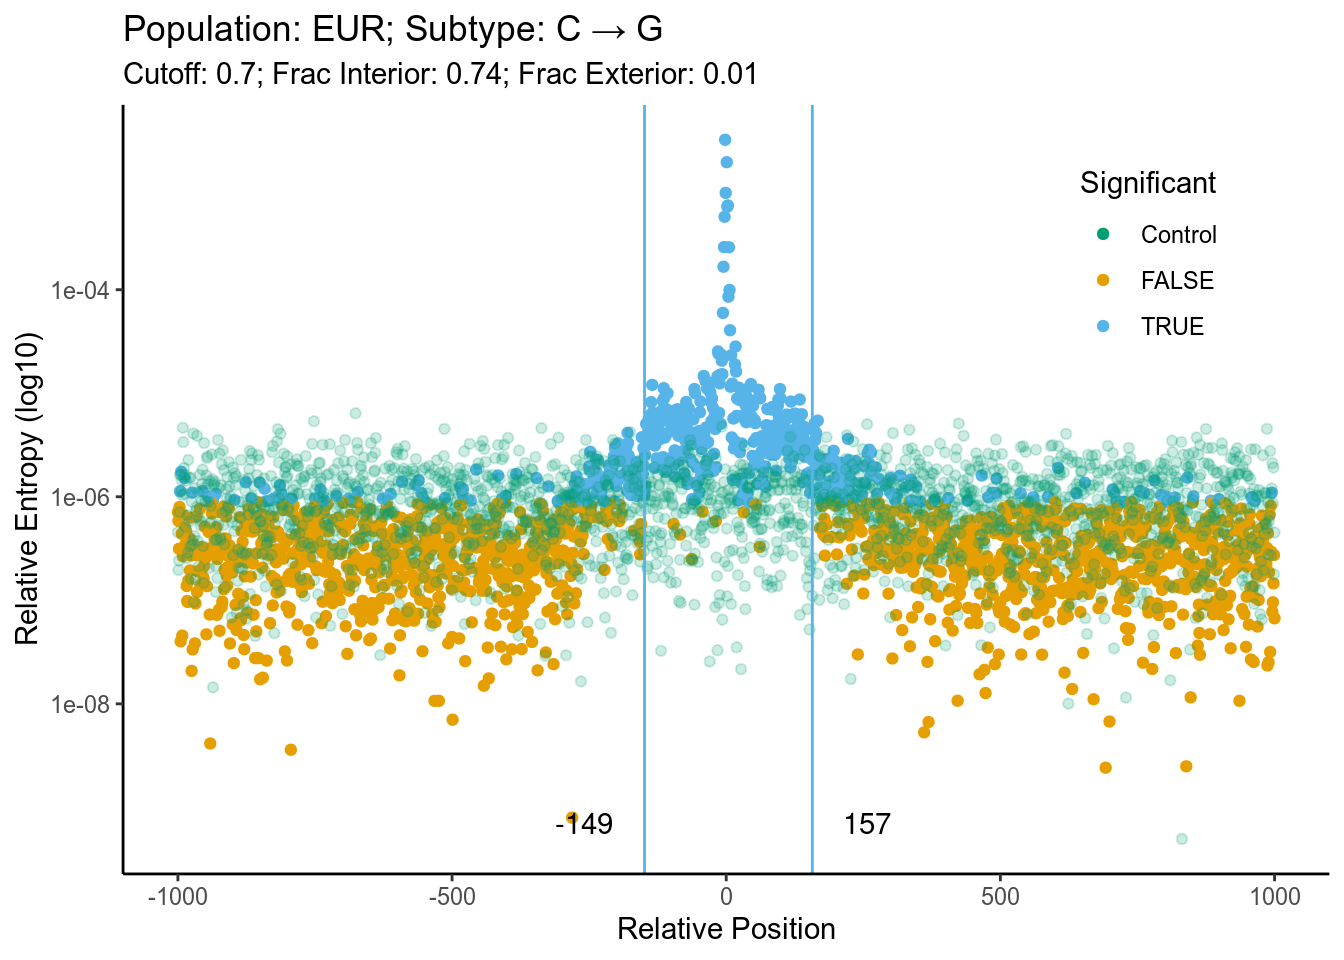 Population: EUR; Subtype: C → G
Cutoff: 0.7; Frac Interior: 0.74; Frac Exterior: 0.01
Significant
Control
FALSE
TRUE
Relative Entropy (log10)
1e-04
1e-06
1e-08
-149
157
-1000
-500
0
500
1000
Relative Position